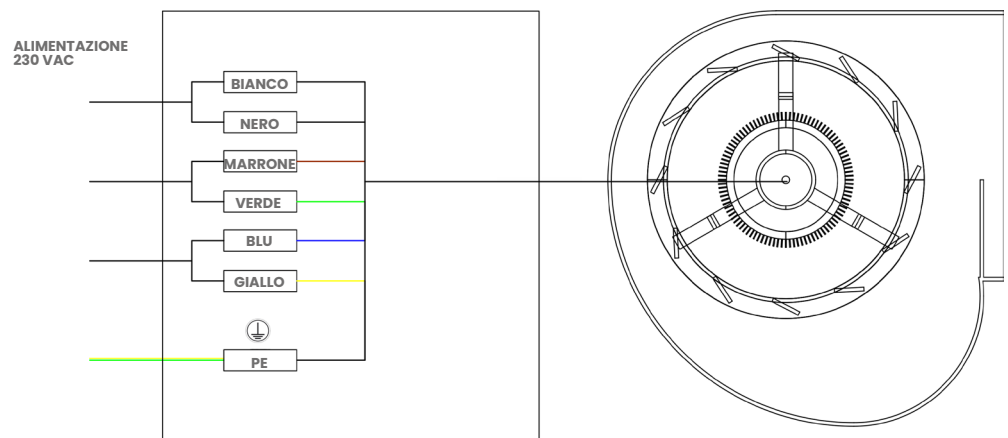 ALIMENTAZIONE
230 VAC
BIANCO
NERO
MARRONE
VERDE
BLU
GIALLO
PE